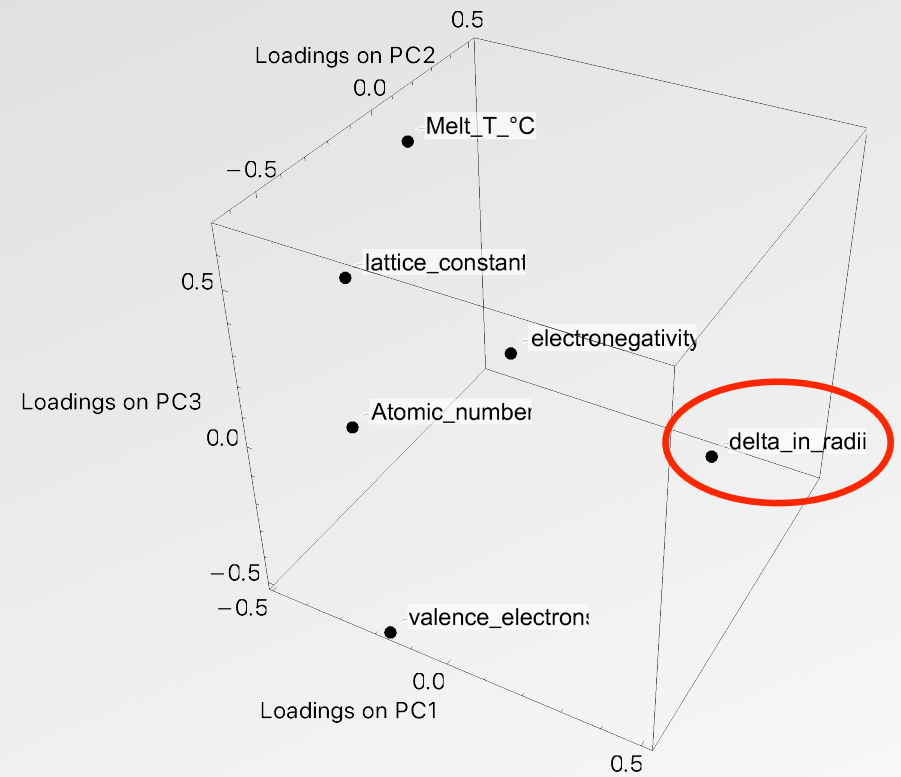 0.5
Loadings on PC2
0.0
Melt_T_°C
−0.5
lattice_constant
0.5
electronegativity
Loadings on PC3
Atomic_number
0.0
delta_in_radii
−0.5
−0.5
valence_electrons
0.0
Loadings on PC1
0.5